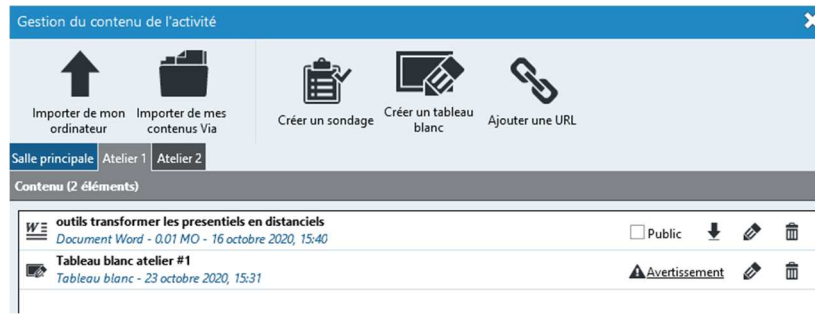 Gestion du contenu de l'activité
Importer de mon ordinateur
Importer de mes contenus Via
Créer un sondage
Créer un tableau blanc
Ajouter une URL
Salle principale Atelier 1 Atelier 2
Contenu (2 éléments)
outils transformer les presentiels en distanciels
Document Word - 0.01 MO - 16 octobre 2020, 15:40
Public
Tableau blanc atelier #1
Tableau blanc - 23 octobre 2020, 15:31
Avertissement